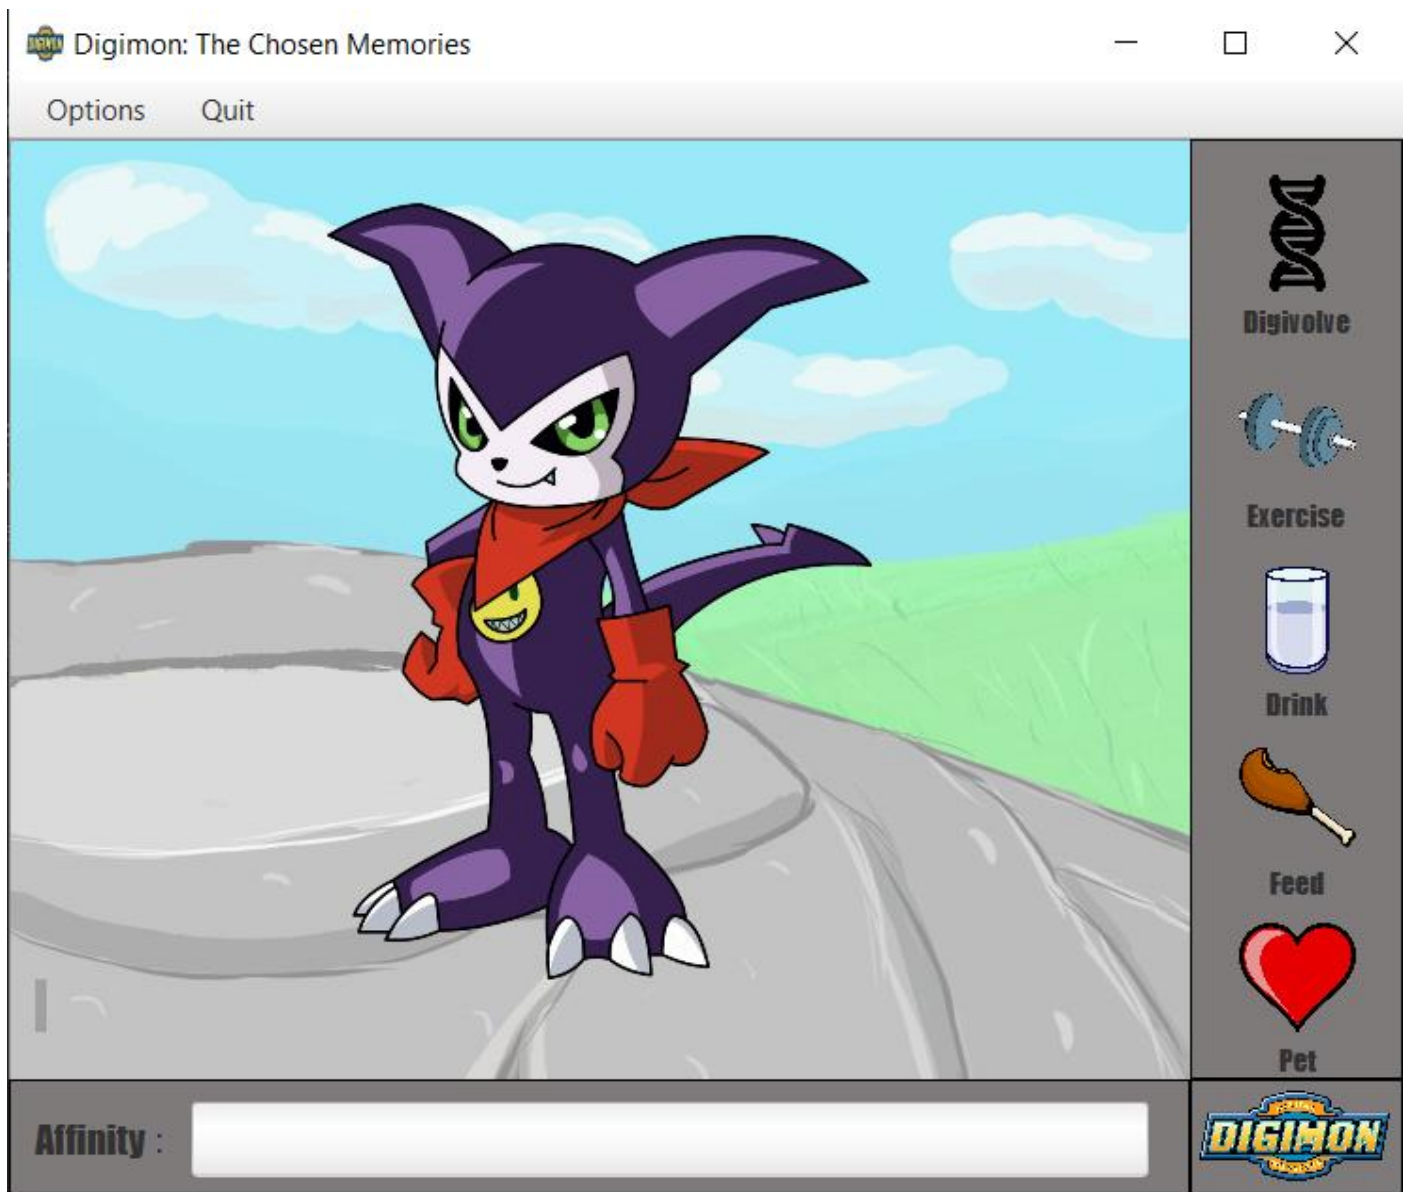 Digimon: The Chosen Memories
Options Quit
Digivolve
Exercise
Drink
Feed
Pet
Affinity :
DIGIMON